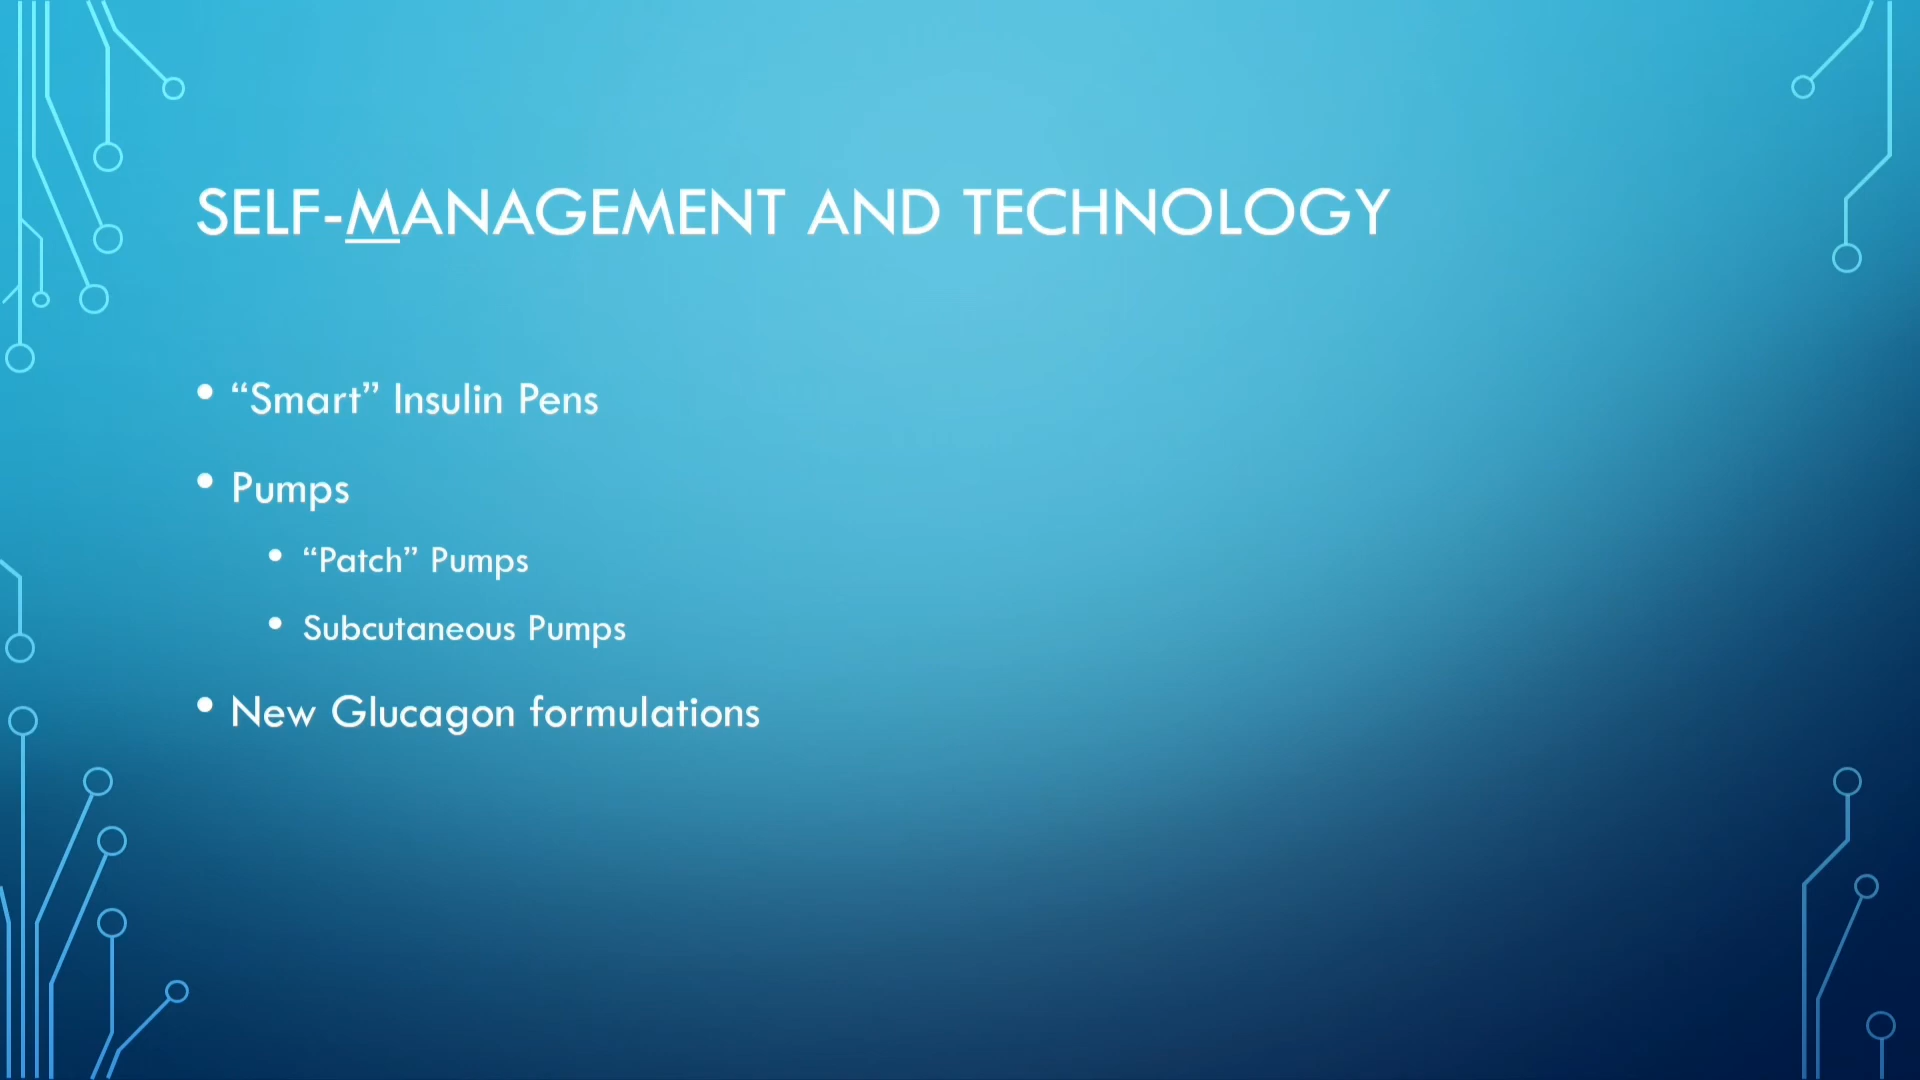 SELF-MANAGEMENT AND TECHNOLOGY
• “Smart” Insulin Pens
• Pumps
• “Patch” Pumps
• Subcutaneous Pumps
• New Glucagon formulations